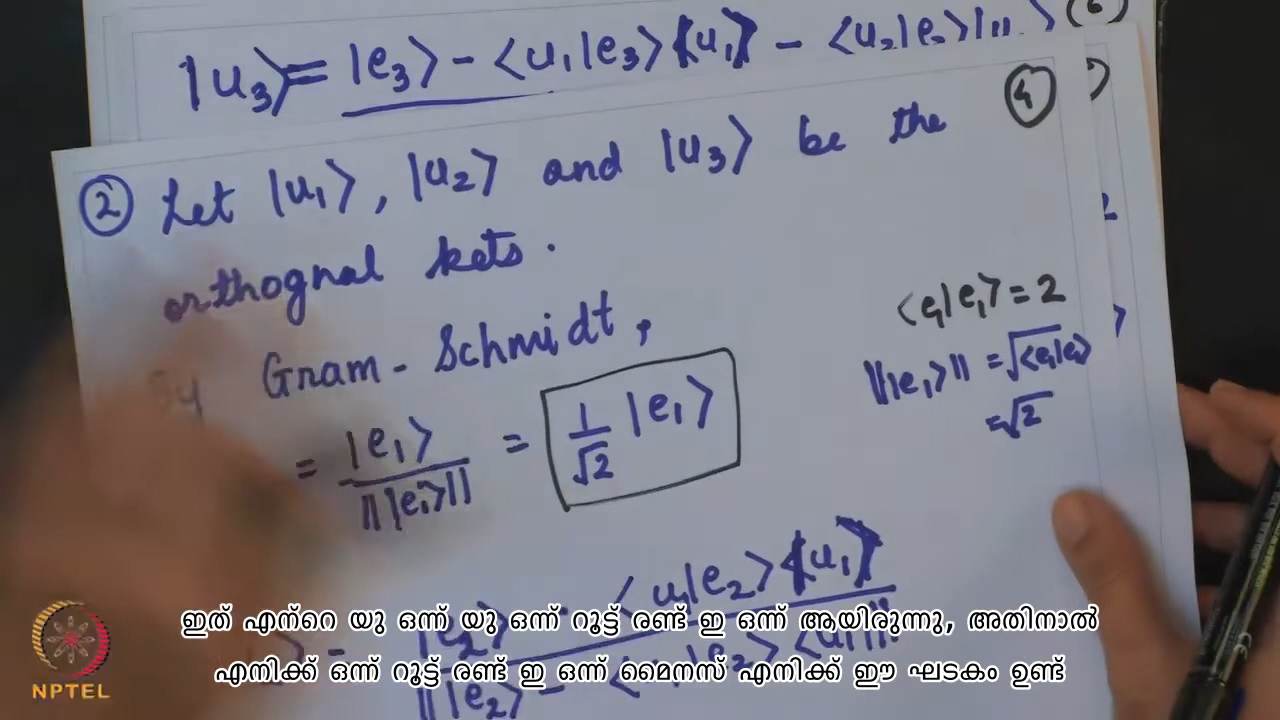 |u₃⟩ = |e₃⟩ - ⟨u₁|e₃⟩ |u₁⟩ -
② Let |u₁⟩, |u₂⟩ and |u₃⟩ be the
④
orthognal kets.
By Gram-Schmidt,
⟨e₁|e₁⟩ = 2
|||e₁⟩|| = √⟨e₁|e₁⟩
= √2
= |e₁⟩ / |||e₁⟩|| = 1/√2 |e₁⟩
⟨u₁|e₂⟩ |u₁⟩
|||e₂⟩ -
ഇത് എന്റെ യു ഒന്ന് യു ഒന്ന് റൂട്ട് രണ്ട് ഇ ഒന്ന് ആയിരുന്നു, അതിനാൽ
എനിക്ക് ഒന്ന് റൂട്ട് രണ്ട് ഇ ഒന്ന് മൈനസ് എനിക്ക് ഈ ഘടകം ഉണ്ട്
NPTEL